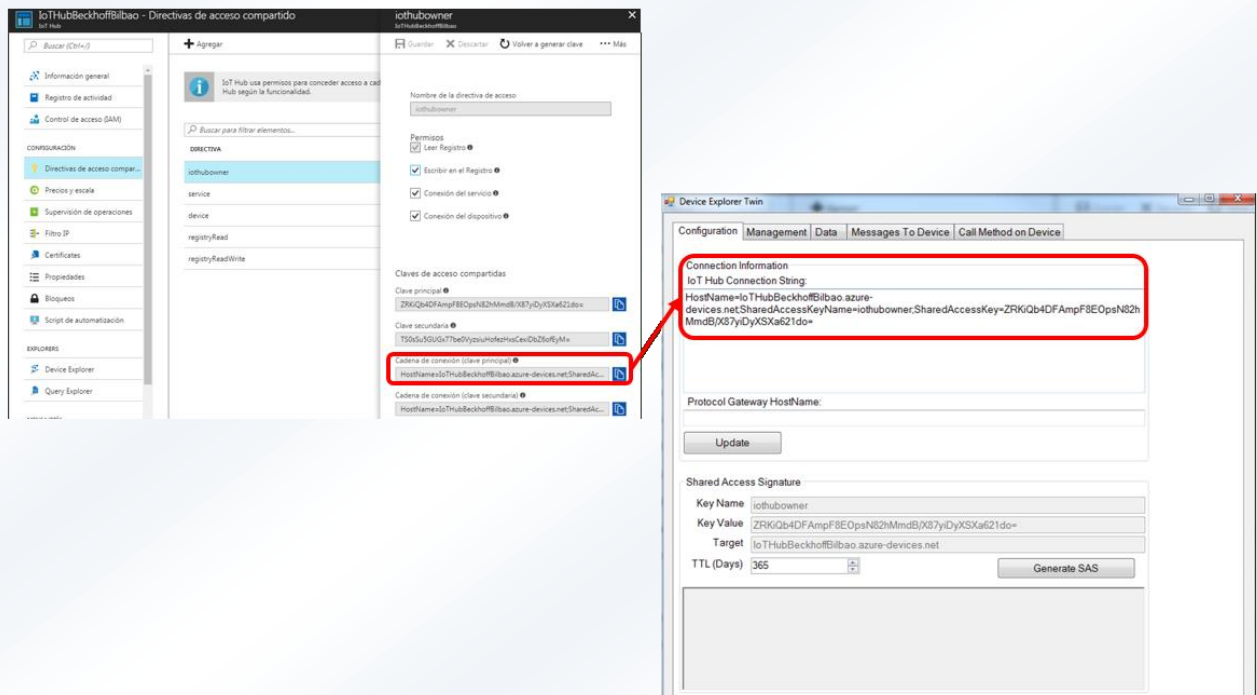 IoTHubBeckhoffBilbao - Directivas de acceso compartido
IoT Hub
Buscar (Ctrl+/)
Información general
Registro de actividad
Control de acceso (IAM)
CONFIGURACIÓN
Directivas de acceso compar...
Precios y escala
Supervisión de operaciones
Filtro IP
Certificates
Propiedades
Bloqueos
Script de automatización
EXPLORERS
Device Explorer
Query Explorer
Agregar
IoT Hub usa permisos para conceder acceso a cad
Hub según la funcionalidad.
Buscar para filtrar elementos...
DIRECTIVA
iothubowner
service
device
registryRead
registryReadWrite
iothubowner
IoTHubBeckhoffBilbao
Guardar Descartar Volver a generar clave ••• Más
Nombre de la directiva de acceso
iothubowner
Permisos
Leer Registro
Escribir en el Registro
Conexión del servicio
Conexión del dispositivo
Claves de acceso compartidas
Clave principal
ZRKiQb4DFAmpF8EOpsN82hMmdB/X87yiDyXSXa621do=
Clave secundaria
Cadena de conexión (clave principal)
HostName=IoTHubBeckhoffBilbao.azure-devices.net;SharedAc...
Cadena de conexión (clave secundaria)
HostName=IoTHubBeckhoffBilbao.azure-devices.net;SharedAc...
Device Explorer Twin
Configuration Management Data Messages To Device Call Method on Device
Connection Information
IoT Hub Connection String:
HostName=IoTHubBeckhoffBilbao.azure-
devices.net;SharedAccessKeyName=iothubowner;SharedAccessKey=ZRKiQb4DFAmpF8EOpsN82h
MmdB/X87yiDyXSXa621do=
Protocol Gateway HostName:
Update
Shared Access Signature
Key Name iothubowner
Key Value ZRKiQb4DFAmpF8EOpsN82hMmdB/X87yiDyXSXa621do=
Target IoTHubBeckhoffBilbao.azure-devices.net
TTL (Days) 365
Generate SAS